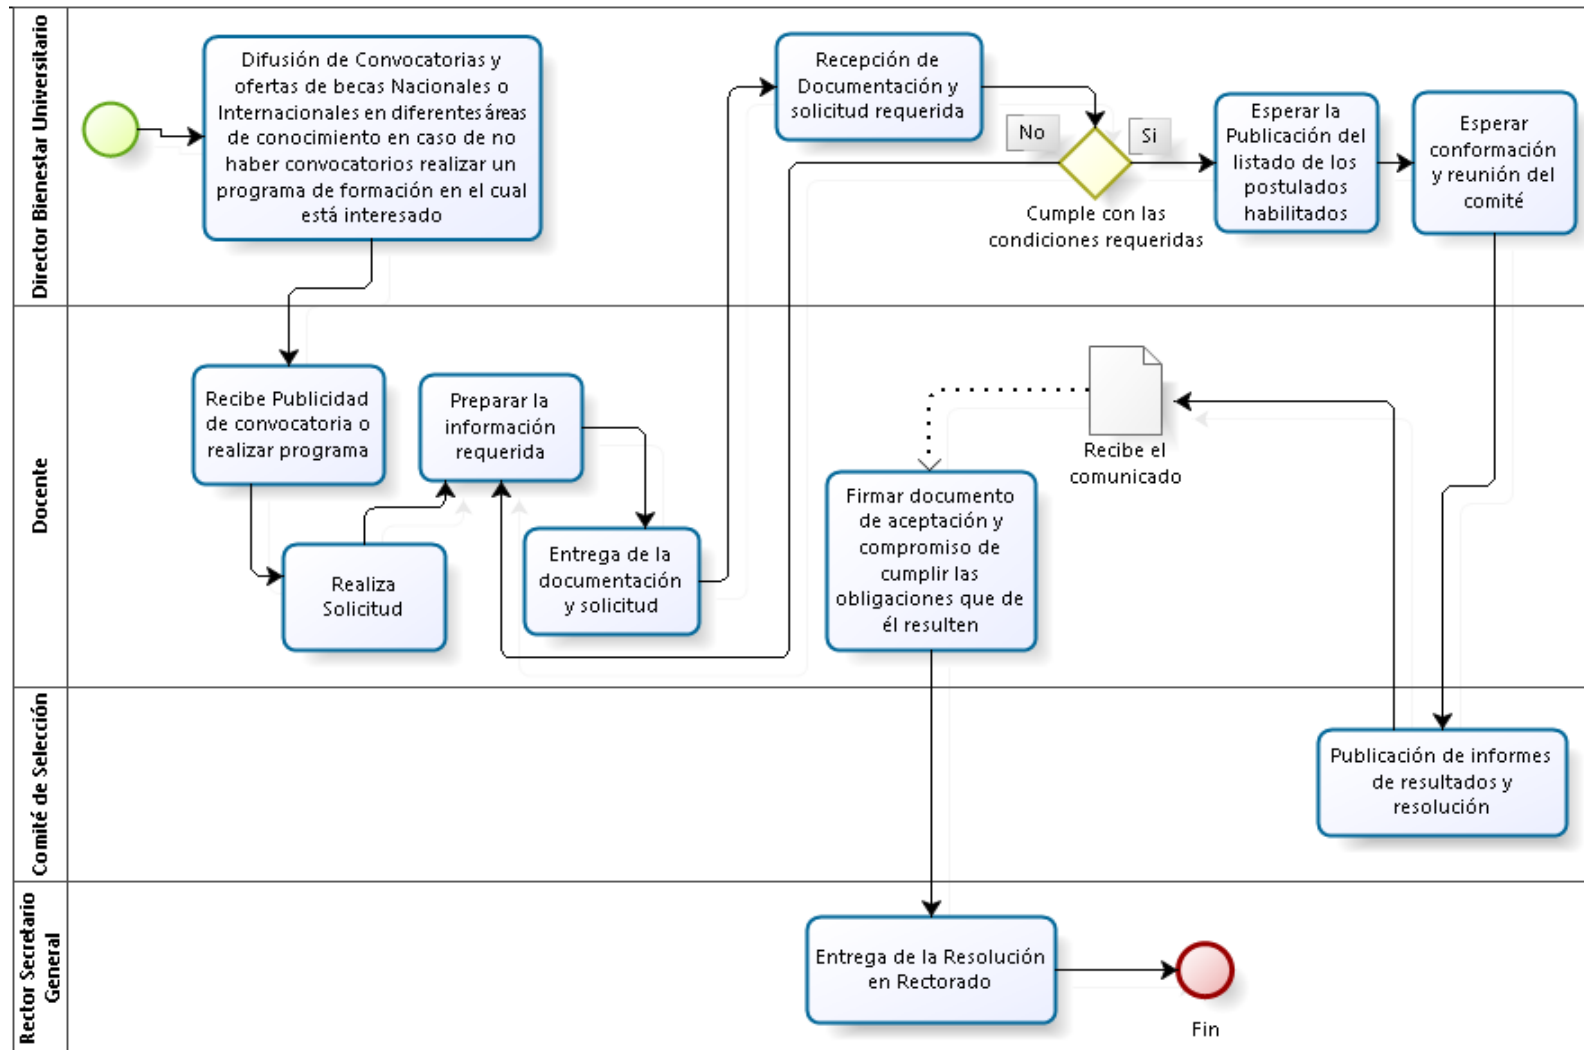 Director Bienestar Universitario
Difusión de Convocatorias y
ofertas de becas Nacionales o
Internacionales en diferentes áreas
de conocimiento en caso de no
haber convocatorios realizar un
programa de formación en el cual
está interesado
Recepción de
Documentación y
solicitud requerida
No
Si
Cumple con las
condiciones requeridas
Esperar la
Publicación del
listado de los
postulados
habilitados
Esperar
conformación
y reunión del
comité
Docente
Recibe Publicidad
de convocatoria o
realizar programa
Realiza
Solicitud
Preparar la
información
requerida
Entrega de la
documentación
y solicitud
Firmar documento
de aceptación y
compromiso de
cumplir las
obligaciones que de
él resulten
Recibe el
comunicado
Comité de Selección
Publicación de informes
de resultados y
resolución
Rector Secretario
General
Entrega de la Resolución
en Rectorado
Fin